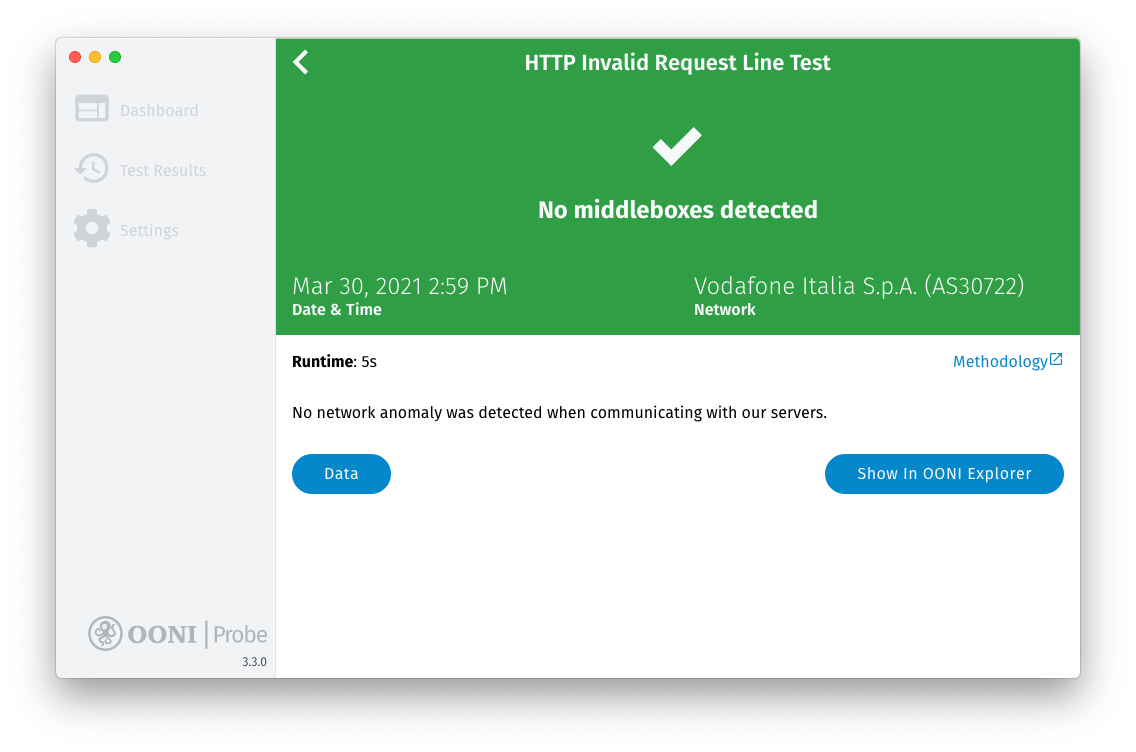 HTTP Invalid Request Line Test
Dashboard
Test Results
Settings
No middleboxes detected
Mar 30, 2021 2:59 PM
Date & Time
Vodafone Italia S.p.A. (AS30722)
Network
Runtime: 5s
Methodology
No network anomaly was detected when communicating with our servers.
Data
Show In OONI Explorer
OONI | Probe
3.3.0